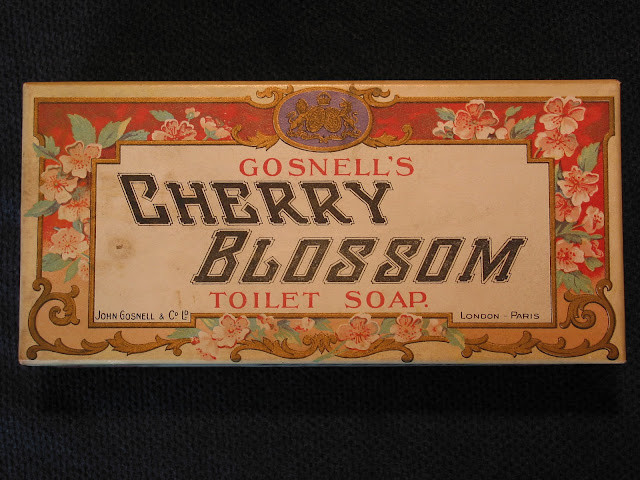 GOSNELL'S
CHERRY
BLOSSOM
TOILET SOAP.
JOHN GOSNELL & Co Ld
LONDON - PARIS